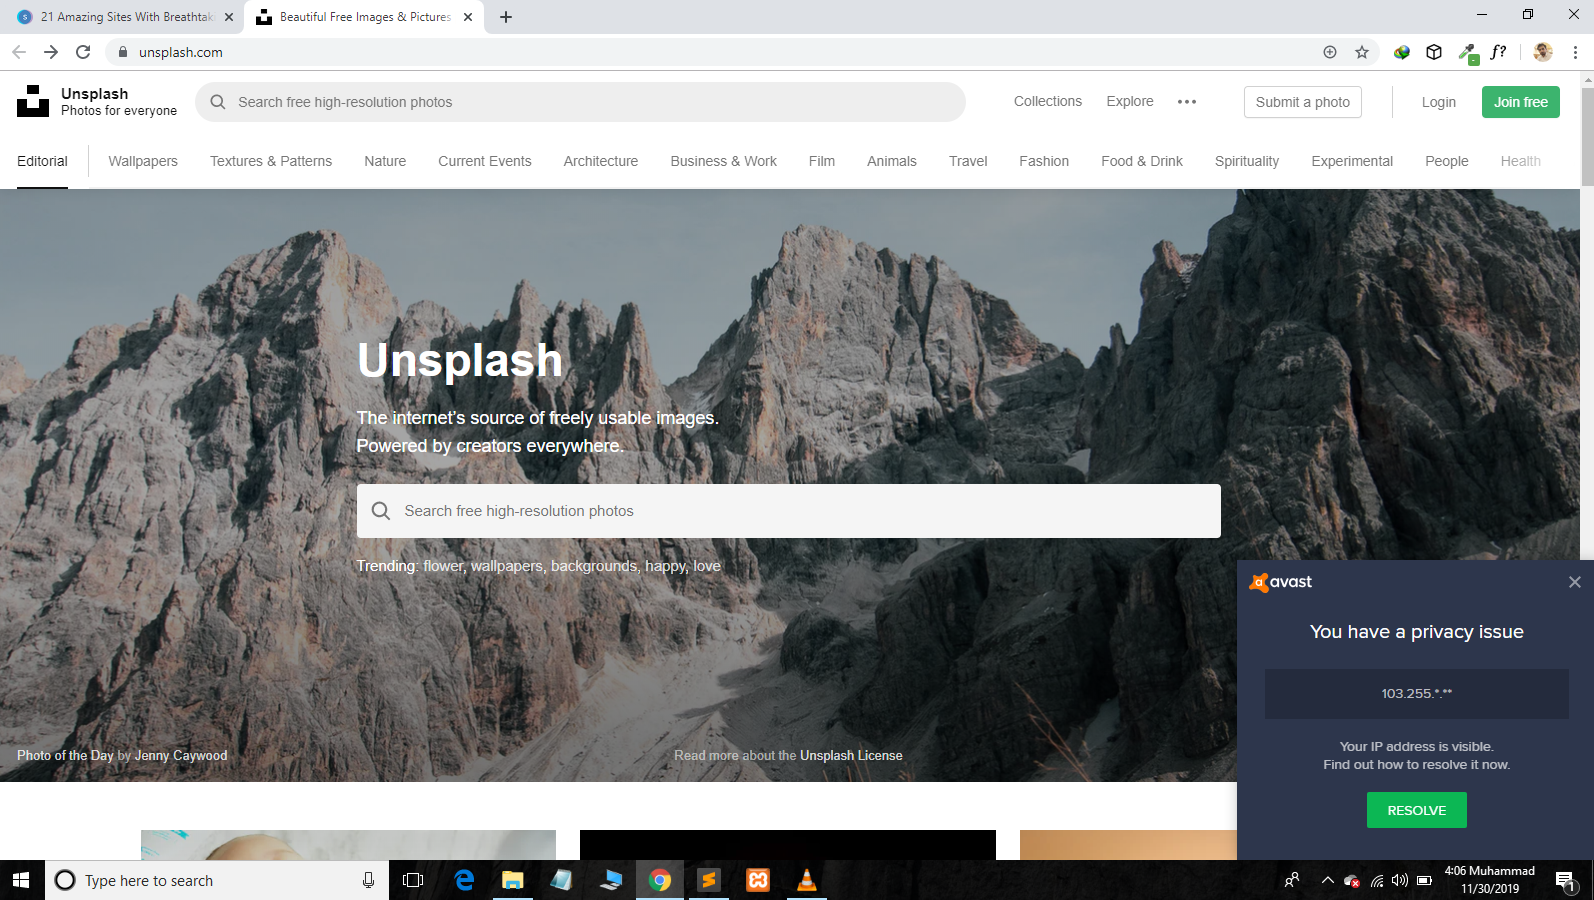 21 Amazing Sites With Breathtaki
Beautiful Free Images & Pictures
unsplash.com
f?
Unsplash
Photos for everyone
Search free high-resolution photos
Collections
Explore
Submit a photo
Login
Join free
Editorial
Wallpapers
Textures & Patterns
Nature
Current Events
Architecture
Business & Work
Film
Animals
Travel
Fashion
Food & Drink
Spirituality
Experimental
People
Health
Unsplash
The internet’s source of freely usable images.
Powered by creators everywhere.
Search free high-resolution photos
Trending: flower, wallpapers, backgrounds, happy, love
Photo of the Day by Jenny Caywood
Read more about the Unsplash License
avast
You have a privacy issue
103.255.*.**
Your IP address is visible.
Find out how to resolve it now.
RESOLVE
Type here to search
4:06 Muhammad
11/30/2019
1